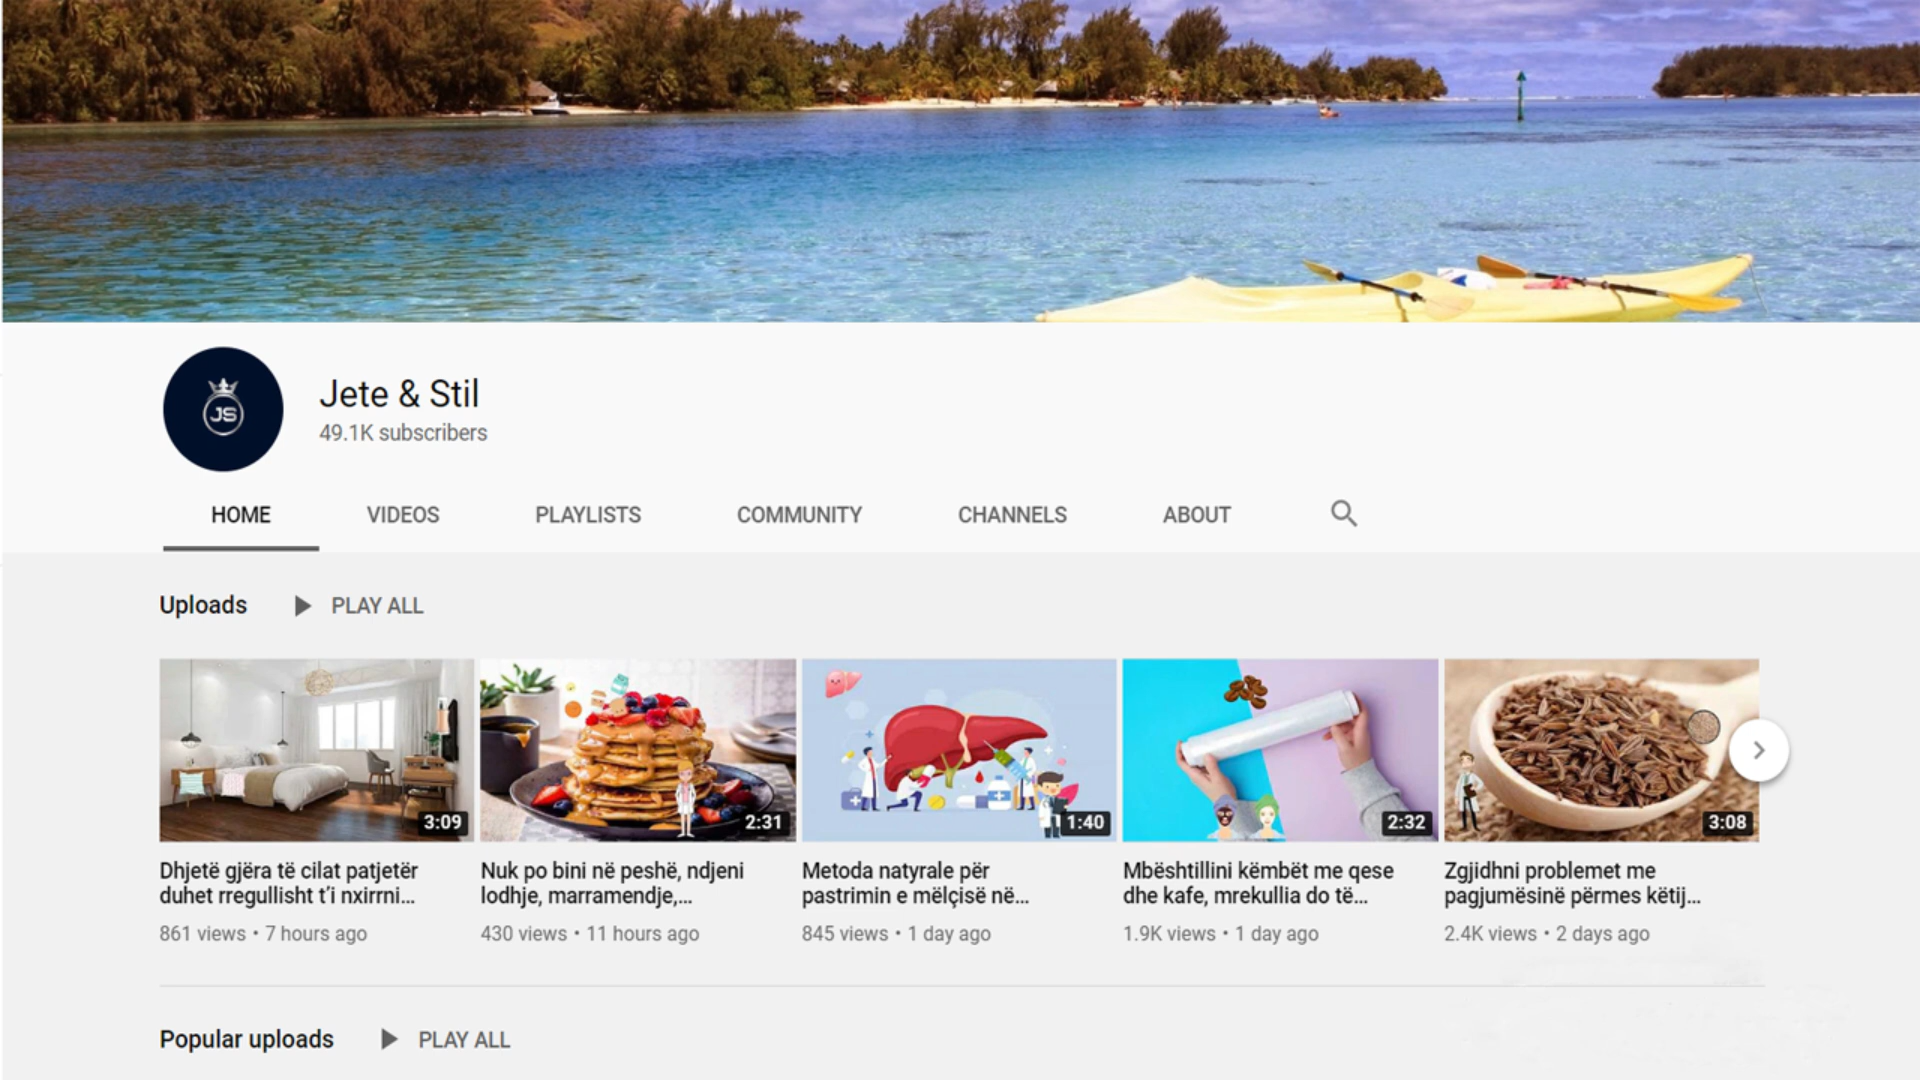 JS
Jete & Stil
49.1K subscribers
HOME VIDEOS PLAYLISTS COMMUNITY CHANNELS ABOUT
Uploads PLAY ALL
3:09 2:31 1:40 2:32 3:08
Dhjetë gjëra të cilat patjetër
duhet rregullisht t'i nxirrni...
861 views • 7 hours ago
Nuk po bini në peshë, ndjeni
lodhje, marramendje,...
430 views • 11 hours ago
Metoda natyrale për
pastrimin e mëlçisë në...
845 views • 1 day ago
Mbështillini këmbët me qese
dhe kafe, mrekullia do të...
1.9K views • 1 day ago
Zgjidhni problemet me
pagjumësinë përmes këtij...
2.4K views • 2 days ago
Popular uploads PLAY ALL